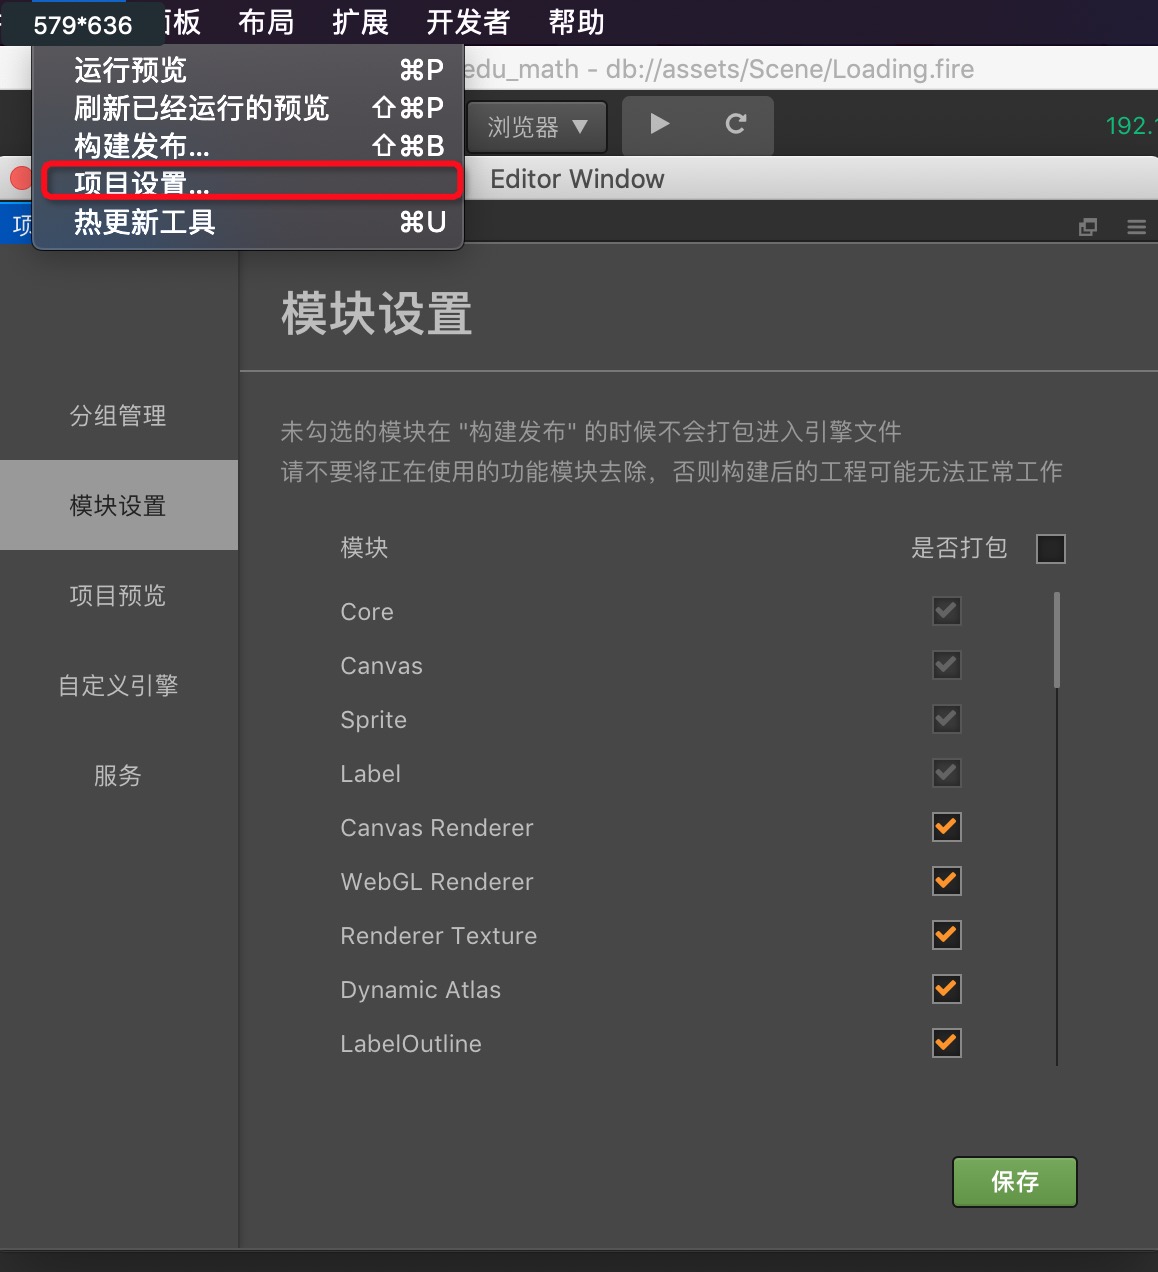 579*636
板 布局 扩展 开发者 帮助
运行预览 ⌘P
edu_math - db://assets/Scene/Loading.fire
刷新已经运行的预览 ⇧⌘P
浏览器 ▼
192.
构建发布... ⇧⌘B
项目设置...
Editor Window
热更新工具 ⌘U
项
模块设置
分组管理
模块设置
项目预览
自定义引擎
服务
未勾选的模块在 "构建发布" 的时候不会打包进入引擎文件
请不要将正在使用的功能模块去除，否则构建后的工程可能无法正常工作
模块 是否打包
Core
Canvas
Sprite
Label
Canvas Renderer
WebGL Renderer
Renderer Texture
Dynamic Atlas
LabelOutline
保存